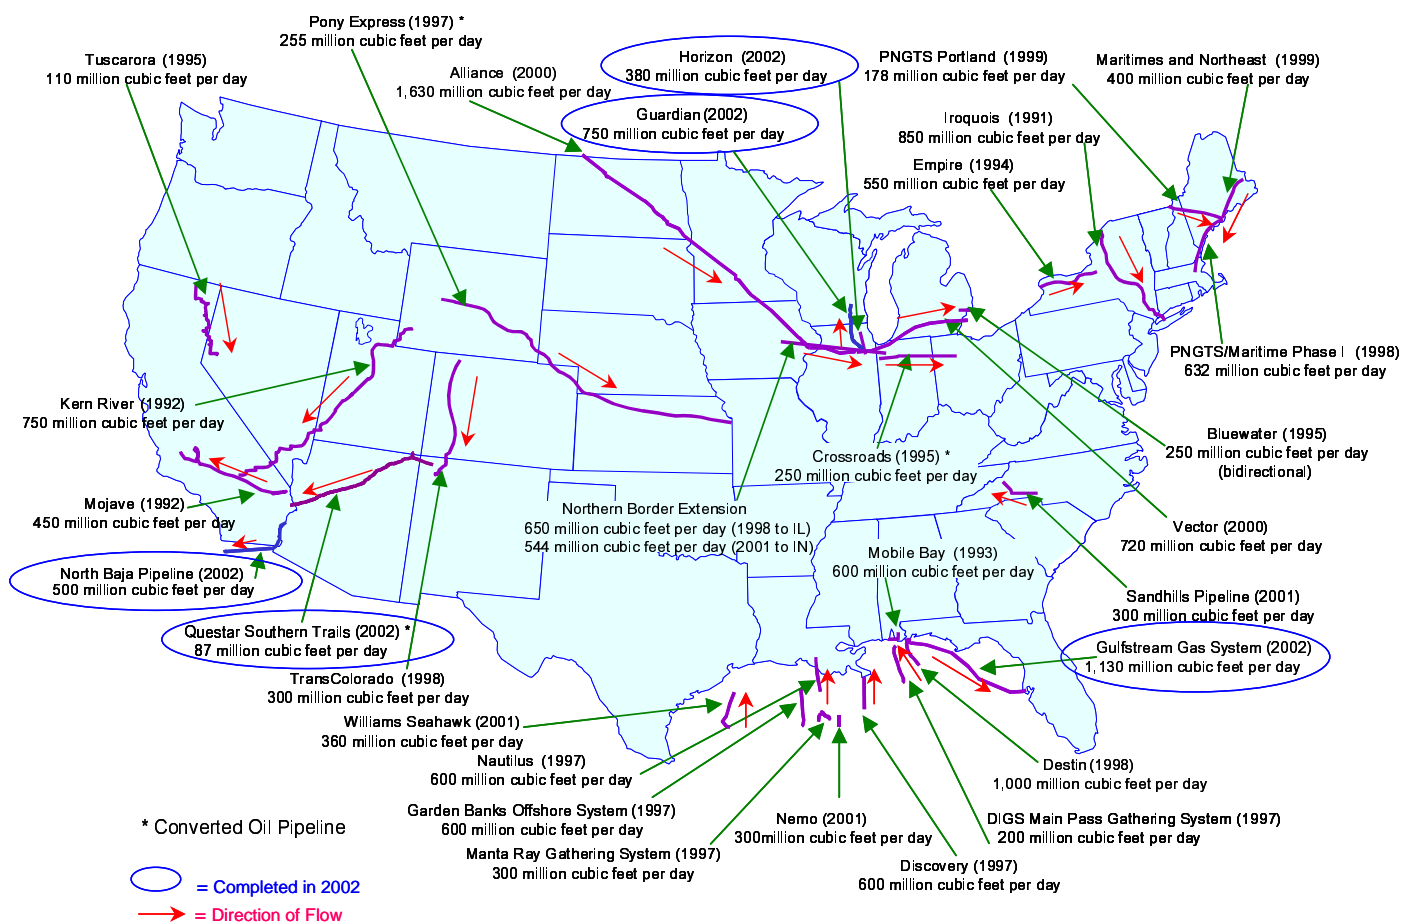 Pony Express (1997) *
255 million cubic feet per day
Tuscarora (1995)
110 million cubic feet per day
Alliance (2000)
1,630 million cubic feet per day
Horizon (2002)
380 million cubic feet per day
Guardian (2002)
750 million cubic feet per day
PNGTS Portland (1999)
178 million cubic feet per day
Maritimes and Northeast (1999)
400 million cubic feet per day
Iroquois (1991)
850 million cubic feet per day
Empire (1994)
550 million cubic feet per day
PNGTS/Maritime Phase I (1998)
632 million cubic feet per day
Kern River (1992)
750 million cubic feet per day
Bluewater (1995)
250 million cubic feet per day
(bidirectional)
Crossroads (1995) *
250 million cubic feet per day
Mojave (1992)
450 million cubic feet per day
Northern Border Extension
650 million cubic feet per day (1998 to IL)
544 million cubic feet per day (2001 to IN)
Vector (2000)
720 million cubic feet per day
Mobile Bay (1993)
600 million cubic feet per day
North Baja Pipeline (2002)
500 million cubic feet per day
Sandhills Pipeline (2001)
300 million cubic feet per day
Questar Southern Trails (2002) *
87 million cubic feet per day
Gulfstream Gas System (2002)
1,130 million cubic feet per day
TransColorado (1998)
300 million cubic feet per day
Williams Seahawk (2001)
360 million cubic feet per day
Nautilus (1997)
600 million cubic feet per day
Destin (1998)
1,000 million cubic feet per day
Garden Banks Offshore System (1997)
600 million cubic feet per day
Nemo (2001)
300million cubic feet per day
DIGS Main Pass Gathering System (1997)
200 million cubic feet per day
Manta Ray Gathering System (1997)
300 million cubic feet per day
Discovery (1997)
600 million cubic feet per day
* Converted Oil Pipeline
= Completed in 2002
= Direction of Flow